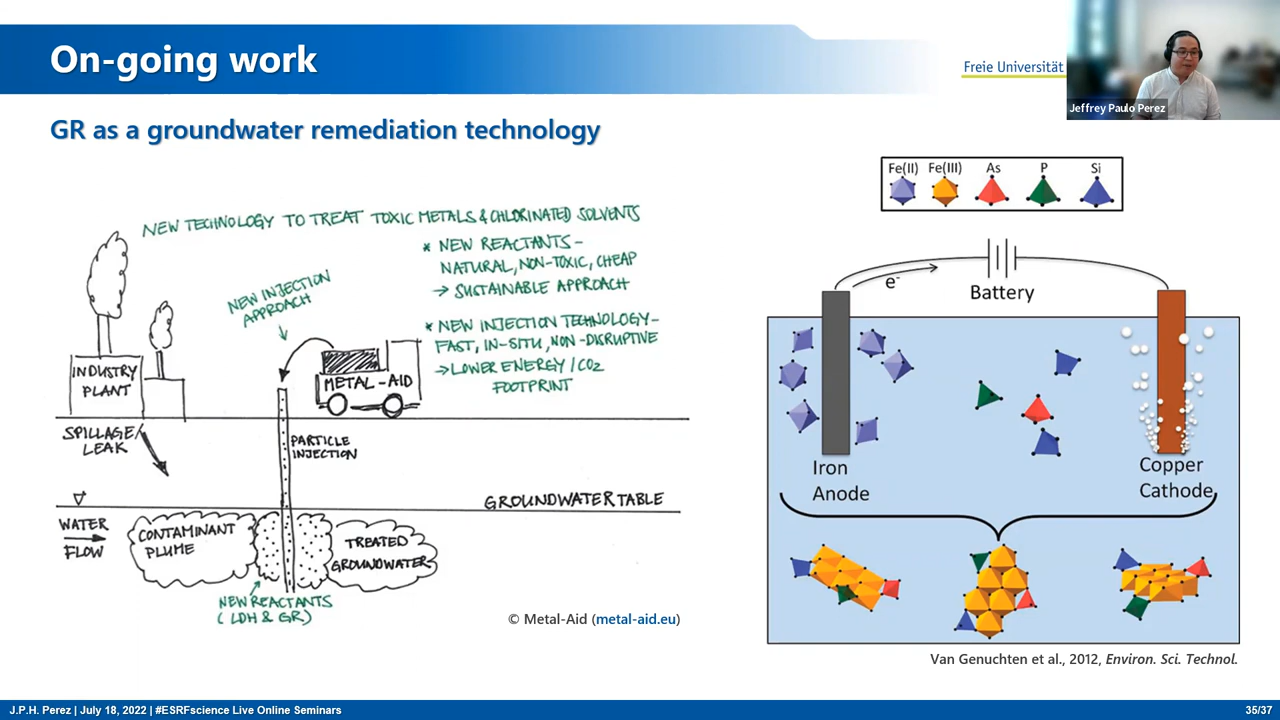 On-going work
Freie Universität
Jeffrey Paulo Perez
GR as a groundwater remediation technology
NEW TECHNOLOGY TO TREAT TOXIC METALS & CHLORINATED SOLVENTS
* NEW REACTANTS –
NATURAL, NON-TOXIC, CHEAP
→ SUSTAINABLE APPROACH
* NEW INJECTION TECHNOLOGY –
FAST, IN-SITU, NON-DISRUPTIVE
→ LOWER ENERGY / CO2
FOOTPRINT
NEW INJECTION
APPROACH
INDUSTRY
PLANT
METAL-AID
SPILLAGE/
LEAK
PARTICLE
INJECTION
GROUNDWATER TABLE
WATER
FLOW
CONTAMINANT
PLUME
TREATED
GROUNDWATER
NEW REACTANTS
( LDH & GR)
© Metal-Aid (metal-aid.eu)
Fe(II) Fe(III) As P Si
e-
Battery
Iron
Anode
Copper
Cathode
Van Genuchten et al., 2012, Environ. Sci. Technol.
J.P.H. Perez | July 18, 2022 | #ESRFscience Live Online Seminars
35/37